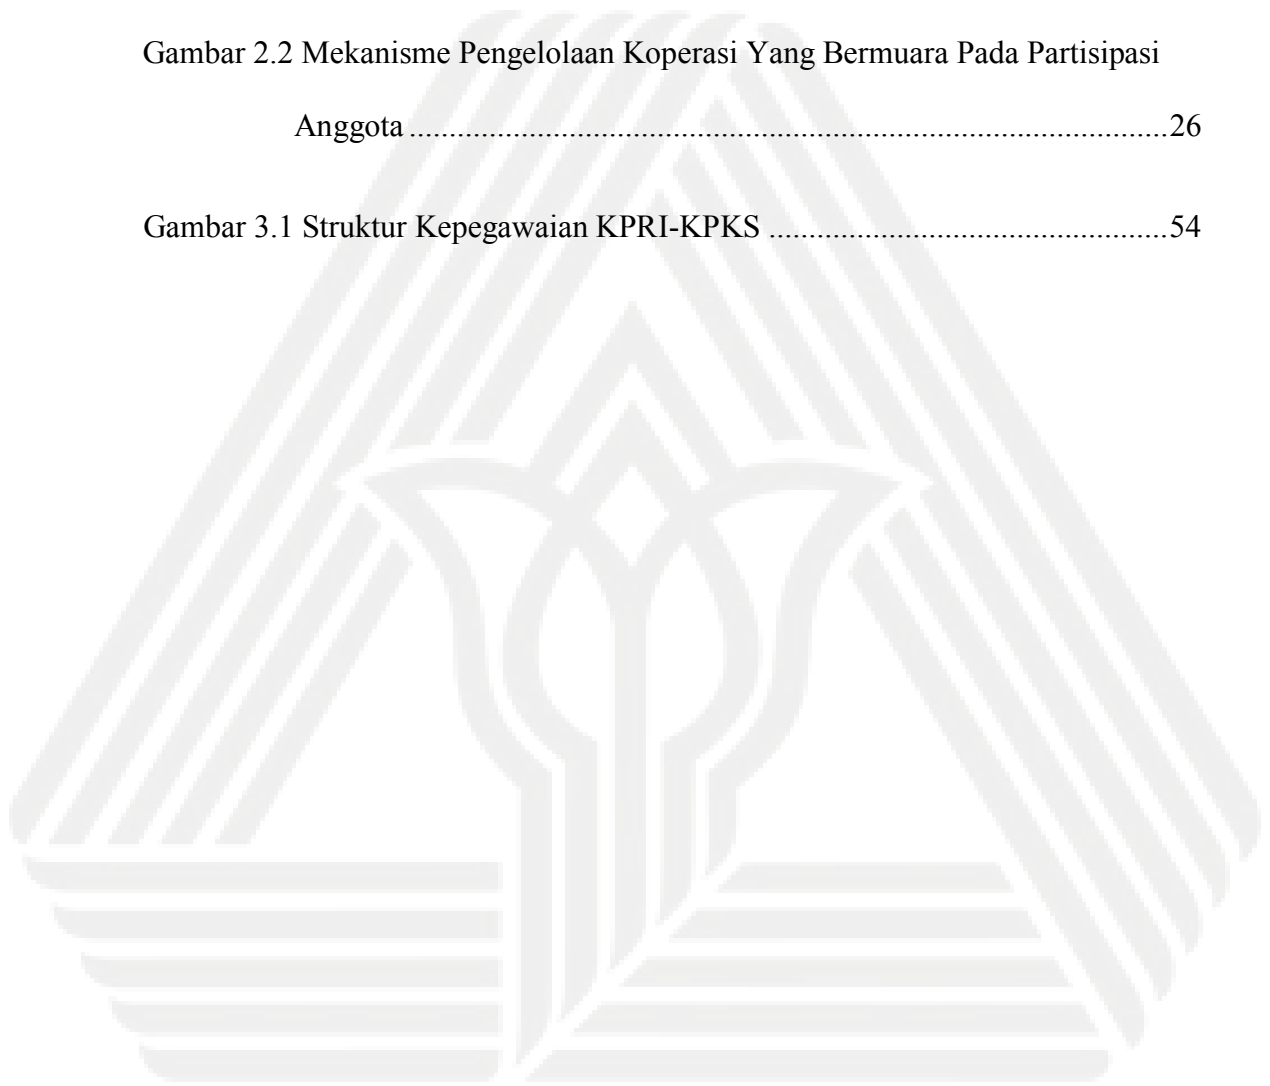 Gambar 2.2 Mekanisme Pengelolaan Koperasi Yang Bermuara Pada Partisipasi
Anggota ............................................................................................... 26
Gambar 3.1 Struktur Kepegawaian KPRI-KPKS .................................................. 54